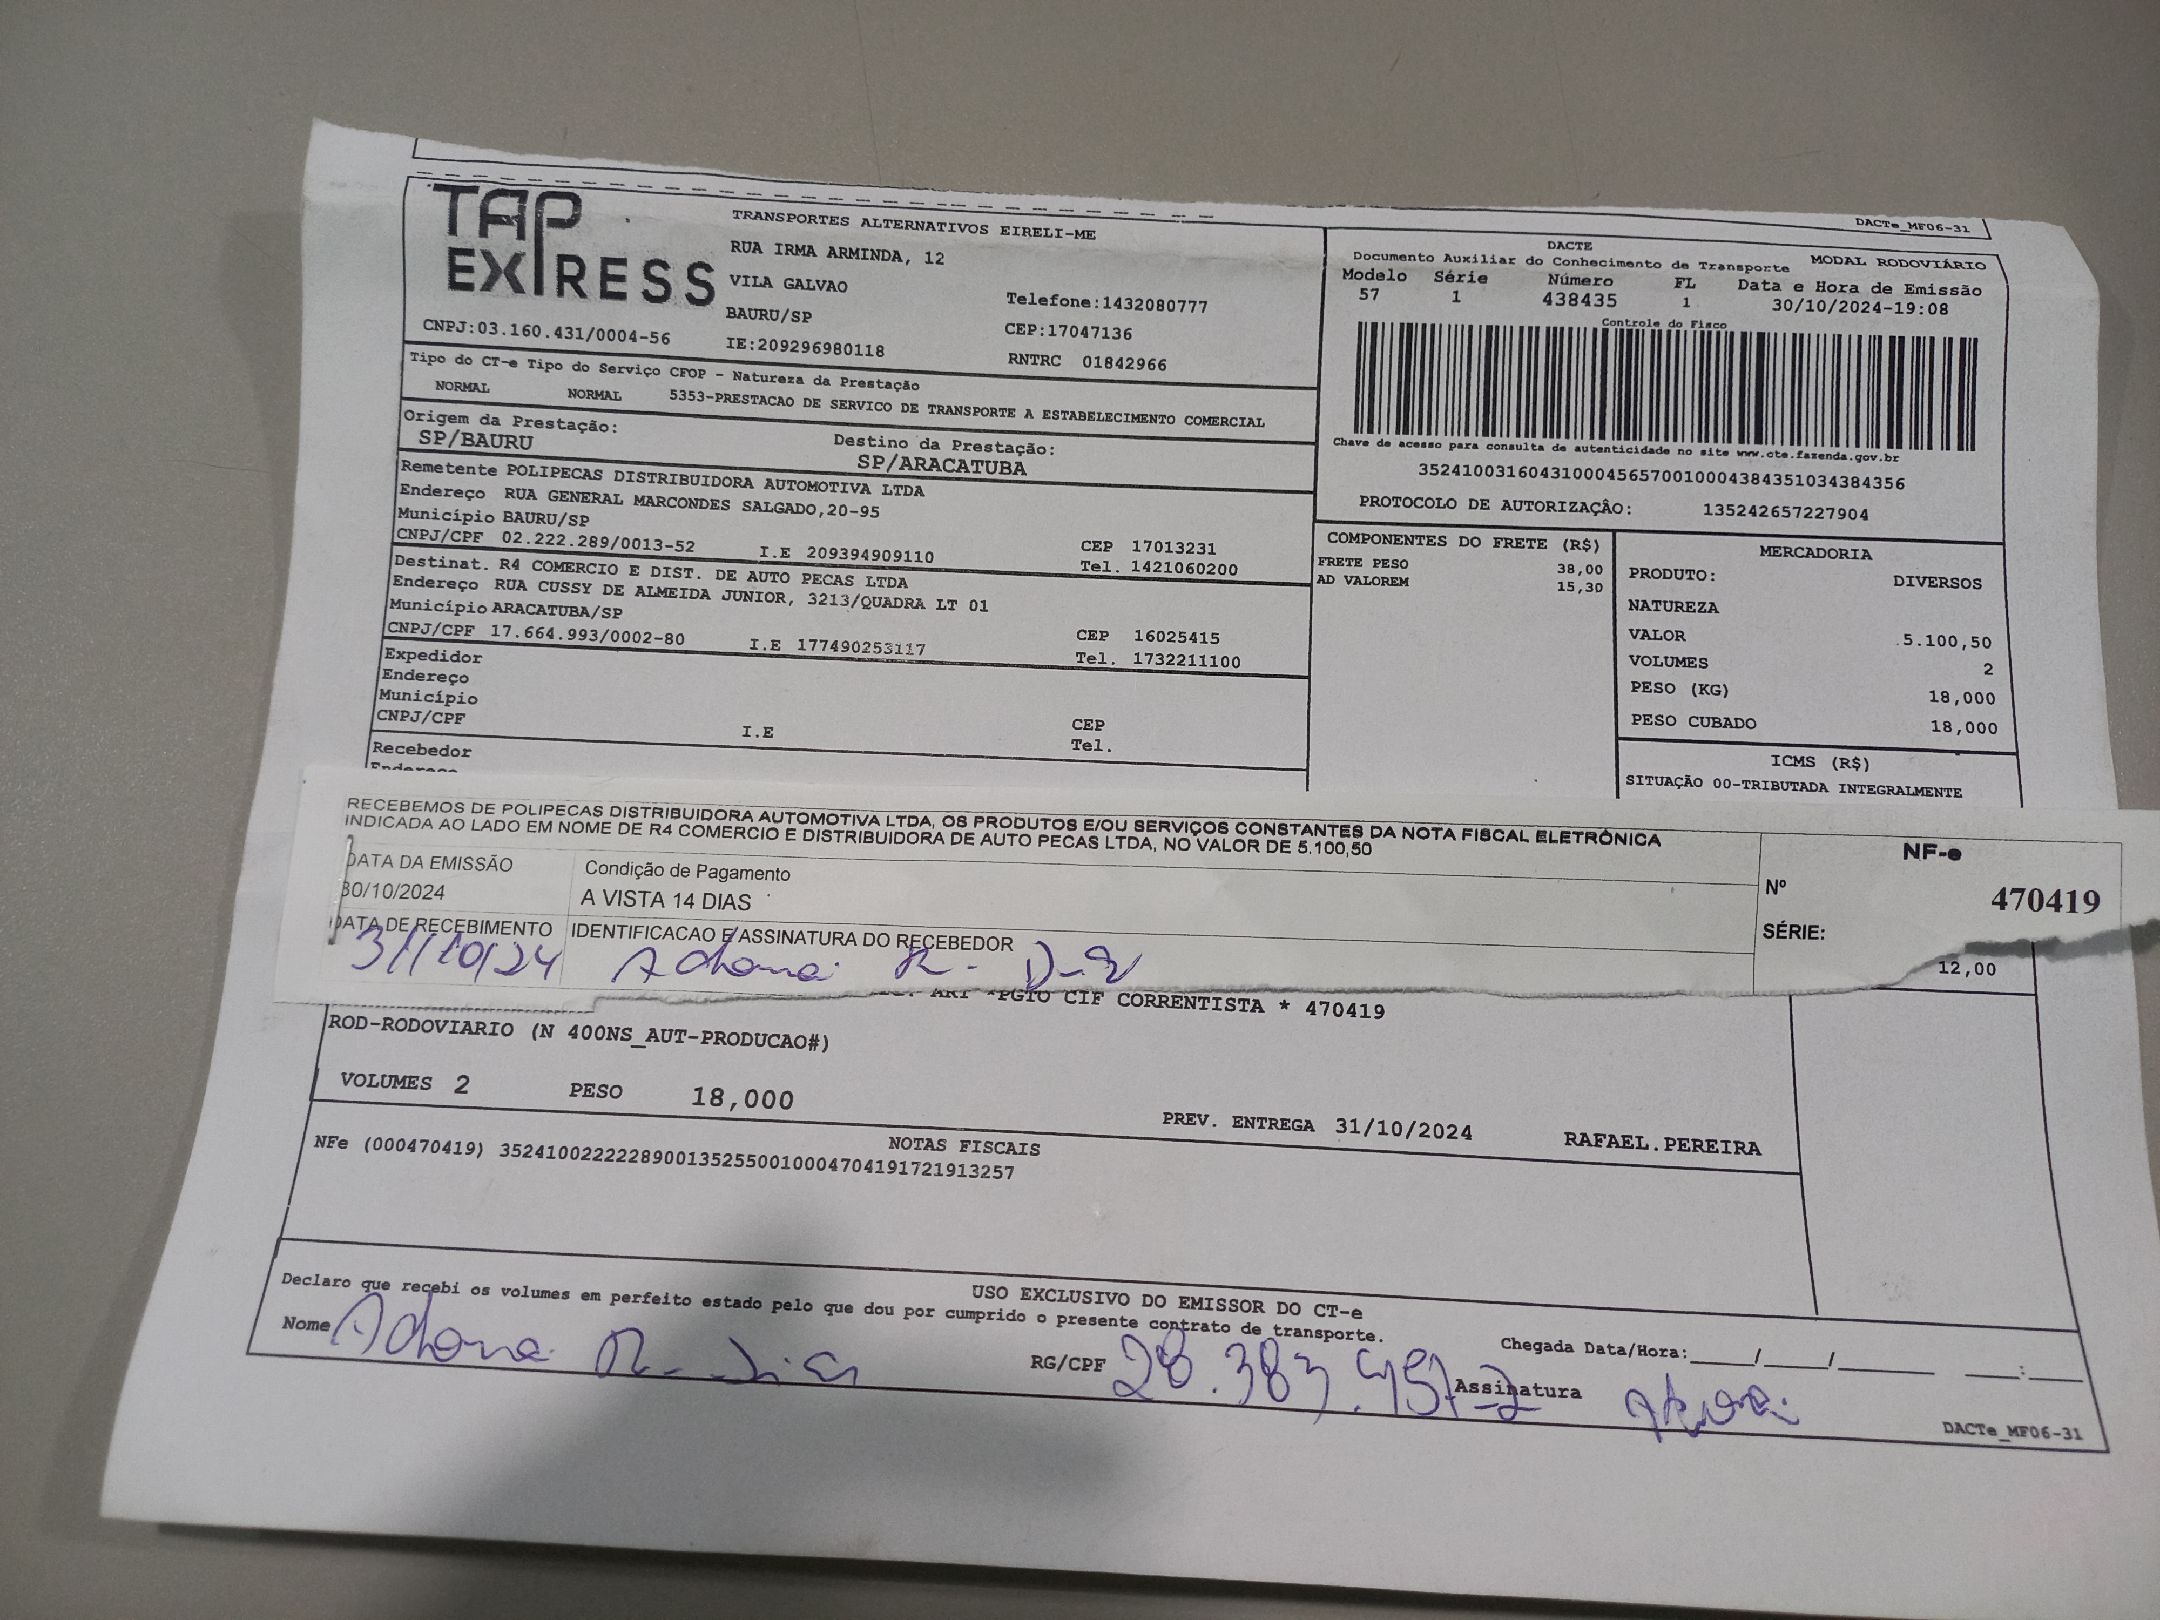 DACTe_MF06-31
TAP
EXPRESS
TRANSPORTES ALTERNATIVOS EIRELI-ME
RUA IRMA ARMINDA, 12
VILA GALVAO
Telefone:1432080777
BAURU/SP
CEP:17047136
CNPJ:03.160.431/0004-56
IE:209296980118
RNTRC 01842966
DACTE
Documento Auxiliar do Conhecimento de Transporte
MODAL RODOVIÁRIO
Modelo Série Número FL Data e Hora de Emissão
57 1 438435 1 30/10/2024-19:08
Controle do Fisco
Chave de acesso para consulta de autenticidade no site www.cte.fazenda.gov.br
35241003160431000456570010004384351034384356
PROTOCOLO DE AUTORIZAÇÂO: 135242657227904
Tipo do CT-e Tipo do Serviço CFOP - Natureza da Prestação
NORMAL NORMAL 5353-PRESTACAO DE SERVICO DE TRANSPORTE A ESTABELECIMENTO COMERCIAL
Origem da Prestação: Destino da Prestação:
SP/BAURU SP/ARACATUBA
Remetente POLIPECAS DISTRIBUIDORA AUTOMOTIVA LTDA
Endereço RUA GENERAL MARCONDES SALGADO,20-95
Município BAURU/SP CEP 17013231
CNPJ/CPF 02.222.289/0013-52 I.E 209394909110 Tel. 1421060200
Destinat. R4 COMERCIO E DIST. DE AUTO PECAS LTDA
Endereço RUA CUSSY DE ALMEIDA JUNIOR, 3213/QUADRA LT 01
Município ARACATUBA/SP CEP 16025415
CNPJ/CPF 17.664.993/0002-80 I.E 177490253117 Tel. 1732211100
Expedidor
Endereço
Município CEP
CNPJ/CPF I.E Tel.
Recebedor
Endereço
COMPONENTES DO FRETE (R$)
FRETE PESO 38,00
AD VALOREM 15,30
MERCADORIA
PRODUTO: DIVERSOS
NATUREZA
VALOR 5.100,50
VOLUMES 2
PESO (KG) 18,000
PESO CUBADO 18,000
ICMS (R$)
SITUAÇÃO 00-TRIBUTADA INTEGRALMENTE
RECEBEMOS DE POLIPECAS DISTRIBUIDORA AUTOMOTIVA LTDA, OS PRODUTOS E/OU SERVIÇOS CONSTANTES DA NOTA FISCAL ELETRÔNICA
INDICADA AO LADO EM NOME DE R4 COMERCIO E DISTRIBUIDORA DE AUTO PECAS LTDA, NO VALOR DE 5.100,50
DATA DA EMISSÃO Condição de Pagamento
30/10/2024 A VISTA 14 DIAS
DATA DE RECEBIMENTO IDENTIFICACAO E ASSINATURA DO RECEBEDOR
31/10/24
NF-e
Nº 470419
SÉRIE:
12,00
*PGTO CIF CORRENTISTA * 470419
ROD-RODOVIARIO (N 400NS_AUT-PRODUCAO#)
VOLUMES 2 PESO 18,000
PREV. ENTREGA 31/10/2024 RAFAEL.PEREIRA
NOTAS FISCAIS
NFe (000470419) 35241002222289001352550010004704191721913257
USO EXCLUSIVO DO EMISSOR DO CT-e
Declaro que recebi os volumes em perfeito estado pelo que dou por cumprido o presente contrato de transporte.
Nome RG/CPF Assinatura
Chegada Data/Hora:____/____/______ ____:____
DACTe_MF06-31